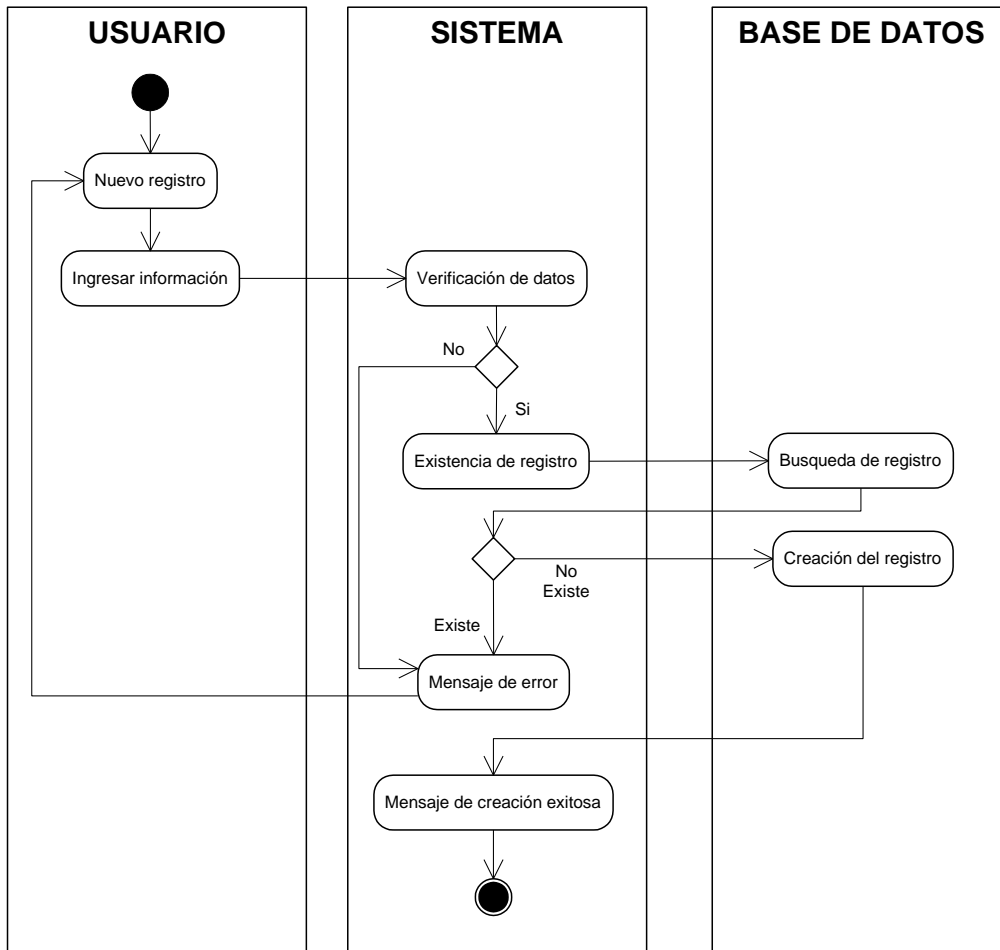 USUARIO
SISTEMA
BASE DE DATOS
Nuevo registro
Ingresar información
Verificación de datos
No
Si
Existencia de registro
Busqueda de registro
Creación del registro
No
Existe
Existe
Mensaje de error
Mensaje de creación exitosa